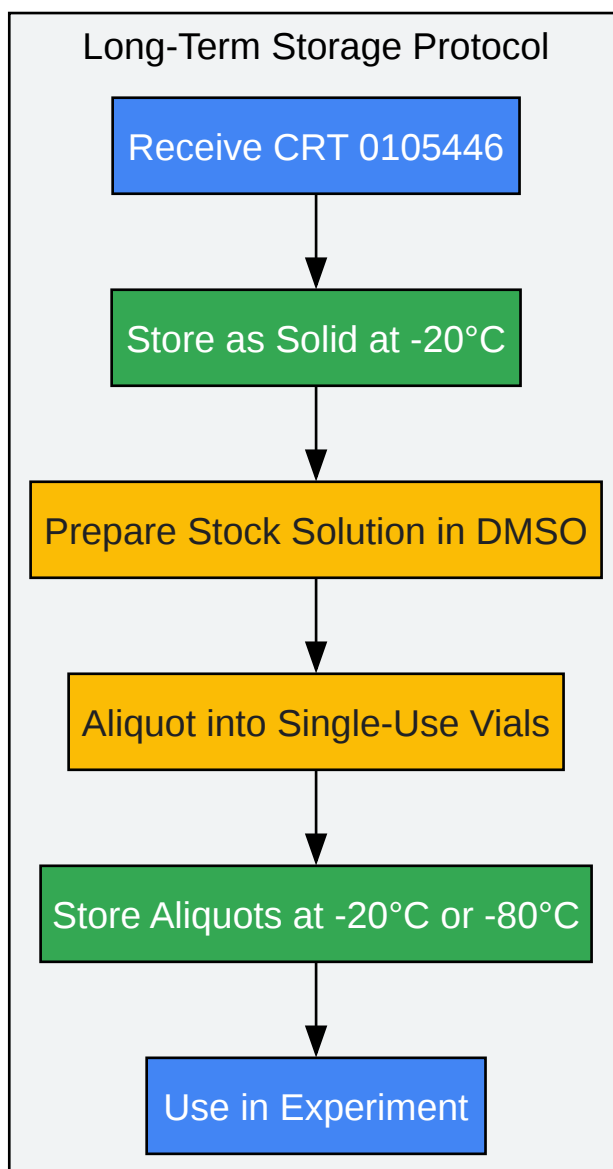 Long-Term Storage Protocol
Receive CRT 0105446
Store as Solid at -20°C
Prepare Stock Solution in DMSO
Aliquot into Single-Use Vials
Store Aliquots at -20°C or -80°C
Use in Experiment